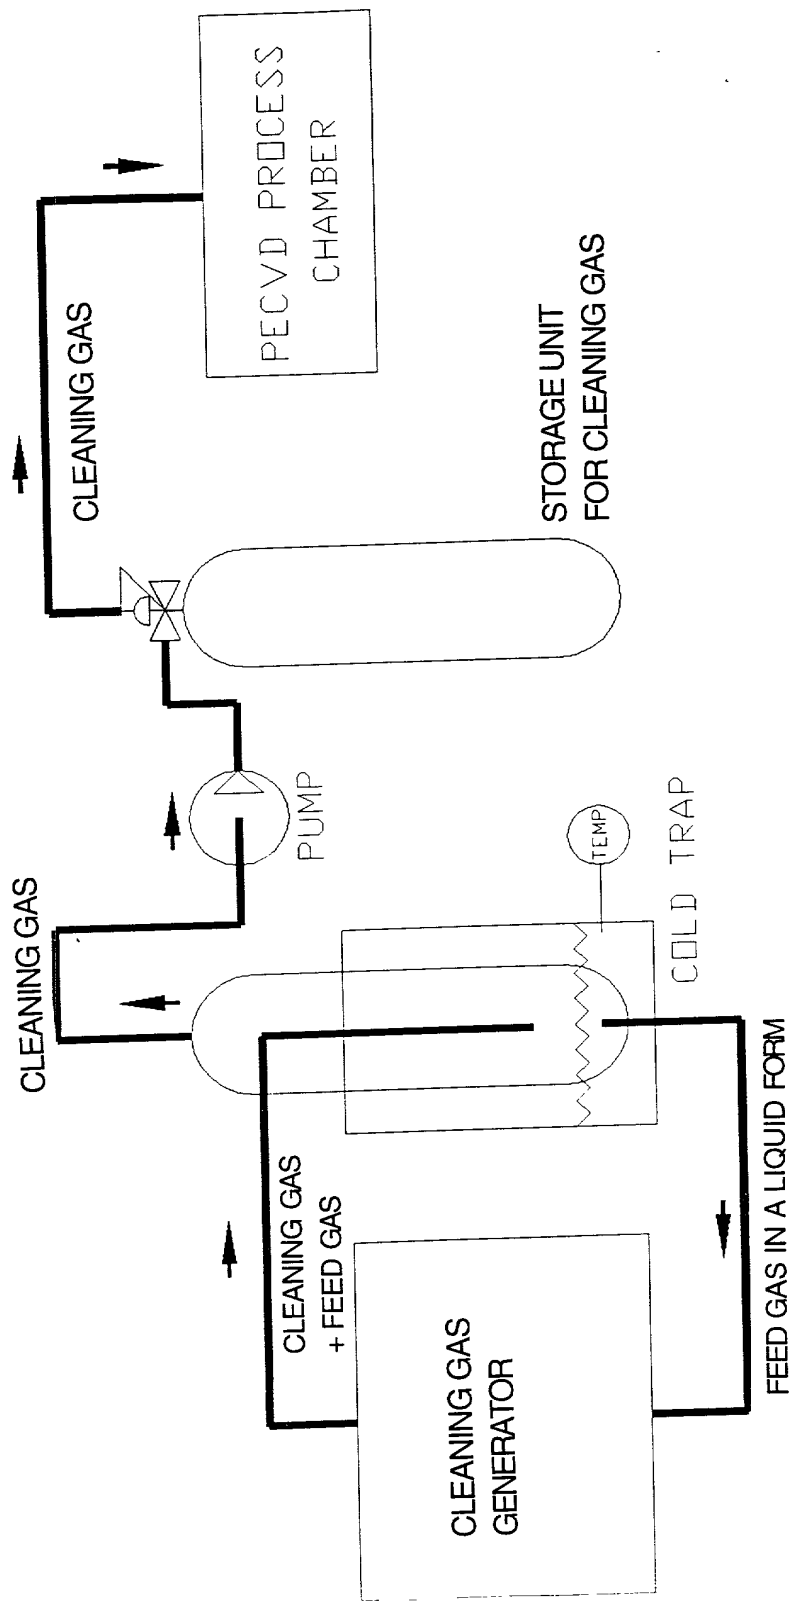 CLEANING GAS
GENERATOR
CLEANING GAS
+ FEED GAS
FEED GAS IN A LIQUID FORM
CLEANING GAS
TEMP
COLD TRAP
PUMP
STORAGE UNIT
FOR CLEANING GAS
CLEANING GAS
PECVD PROCESS
CHAMBER